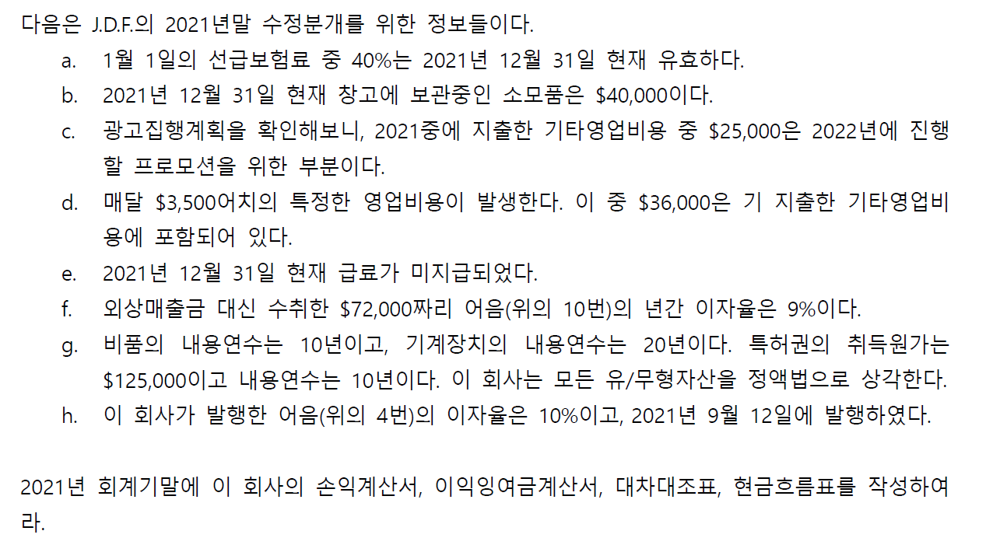 다음은 J.D.F.의 2021년말 수정분개를 위한 정보들이다.
a. 1월 1일의 선급보험료 중 40%는 2021년 12월 31일 현재 유효하다.
b. 2021년 12월 31일 현재 창고에 보관중인 소모품은 $40,000이다.
c. 광고집행계획을 확인해보니, 2021중에 지출한 기타영업비용 중 $25,000은 2022년에 진행
할 프로모션을 위한 부분이다.
d. 매달 $3,500어치의 특정한 영업비용이 발생한다. 이 중 $36,000은 기 지출한 기타영업비
용에 포함되어 있다.
e. 2021년 12월 31일 현재 급료가 미지급되었다.
f. 외상매출금 대신 수취한 $72,000짜리 어음(위의 10번)의 년간 이자율은 9%이다.
g. 비품의 내용연수는 10년이고, 기계장치의 내용연수는 20년이다. 특허권의 취득원가는
$125,000이고 내용연수는 10년이다. 이 회사는 모든 유/무형자산을 정액법으로 상각한다.
h. 이 회사가 발행한 어음(위의 4번)의 이자율은 10%이고, 2021년 9월 12일에 발행하였다.
2021년 회계기말에 이 회사의 손익계산서, 이익잉여금계산서, 대차대조표, 현금흐름표를 작성하여
라.